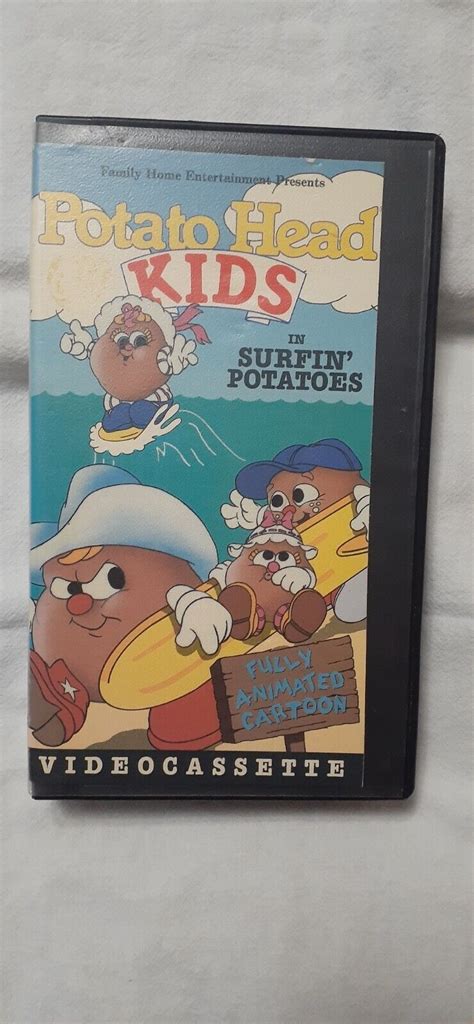 Family Home Entertainment Presents
Potato Head
KIDS
IN
SURFIN'
POTATOES
FULLY
ANIMATED
CARTOON
VIDEOCASSETTE